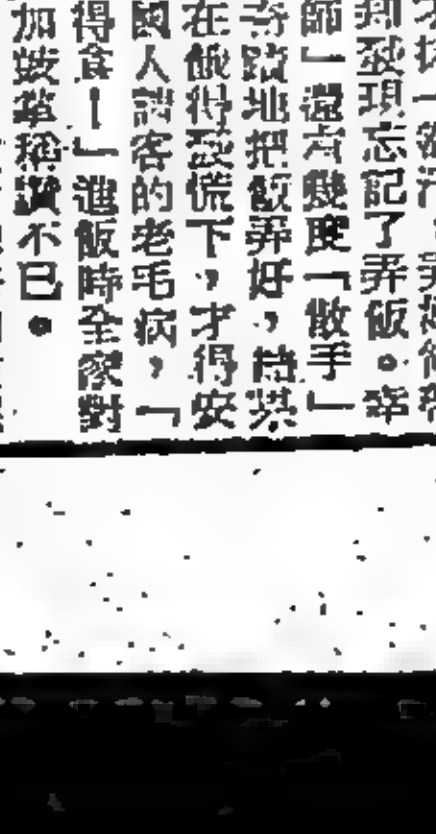 到發現忘記了弄飯。幸
師」還有幾度「散手」
奇蹟地把飯弄好,時
在餓得發慌下,才得安
國人請客的老毛病,「
得食—」進飯時全家對
加鼓掌稱讚不已。